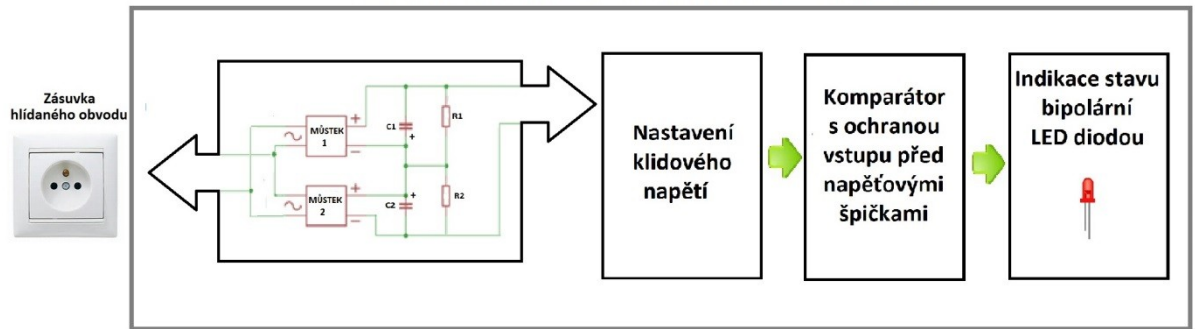 Zásuvka
hlídaného obvodu
MŮSTEK
1
MŮSTEK
2
C1
C2
R1
R2
Nastavení
klidového
napětí
Komparátor
s ochranou
vstupu před
napěťovými
špičkami
Indikace stavu
bipolární
LED diodou